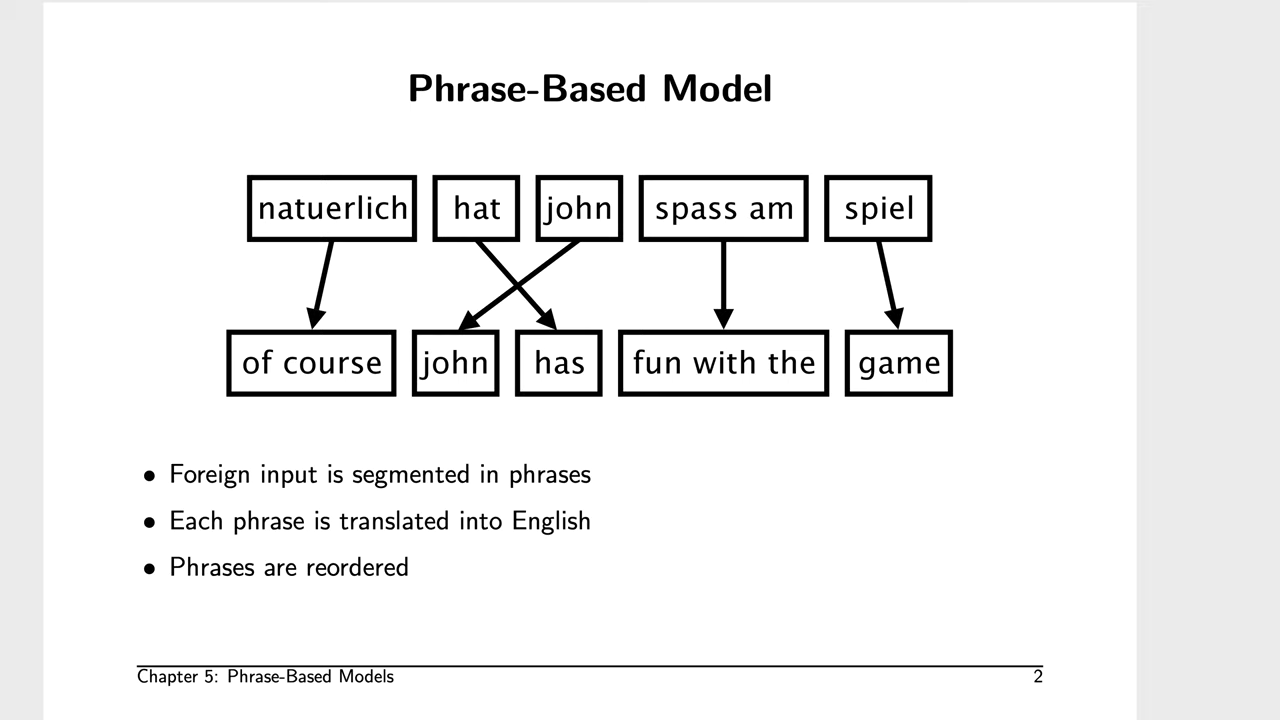 Phrase-Based Model
natuerlich hat john spass am spiel
of course john has fun with the game
• Foreign input is segmented in phrases
• Each phrase is translated into English
• Phrases are reordered
Chapter 5: Phrase-Based Models 2